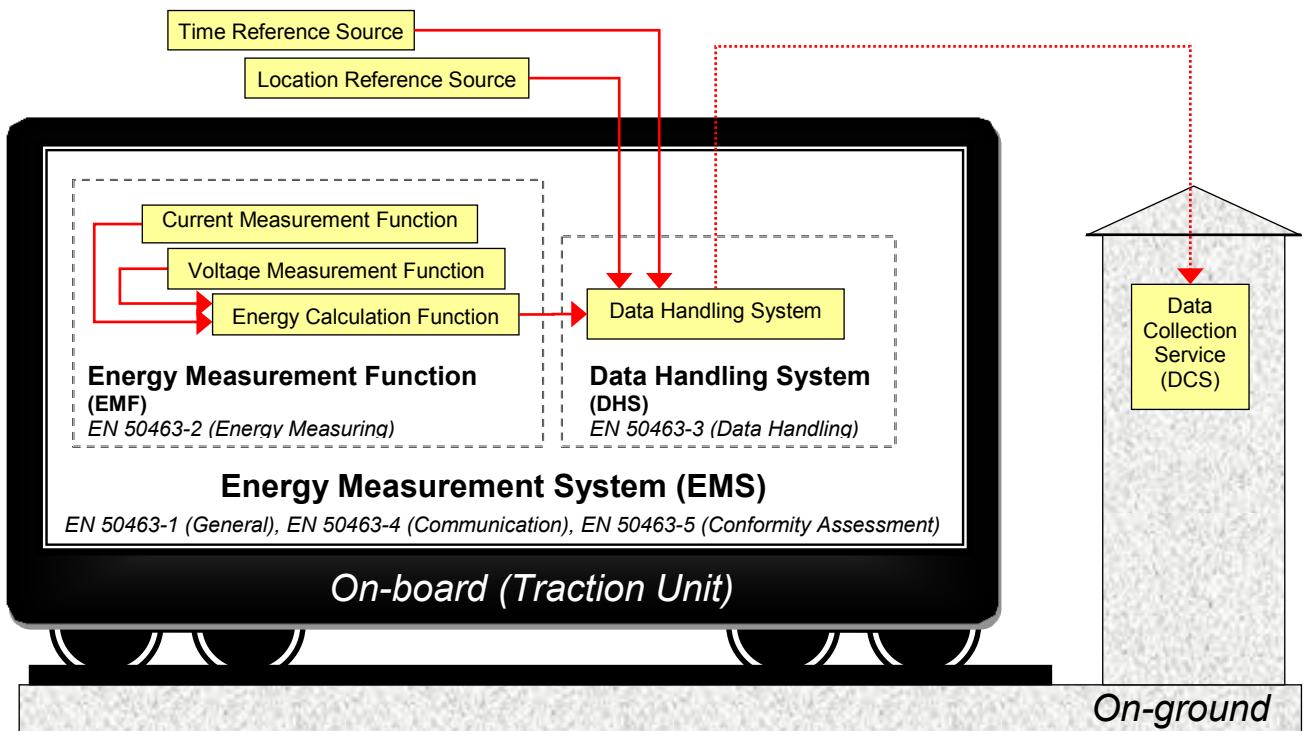 Time Reference Source
Location Reference Source
Current Measurement Function
Voltage Measurement Function
Energy Calculation Function
Data Handling System
Energy Measurement Function
(EMF)
EN 50463-2 (Energy Measuring)
Data Handling System
(DHS)
EN 50463-3 (Data Handling)
Energy Measurement System (EMS)
EN 50463-1 (General), EN 50463-4 (Communication), EN 50463-5 (Conformity Assessment)
On-board (Traction Unit)
Data
Collection
Service
(DCS)
On-ground